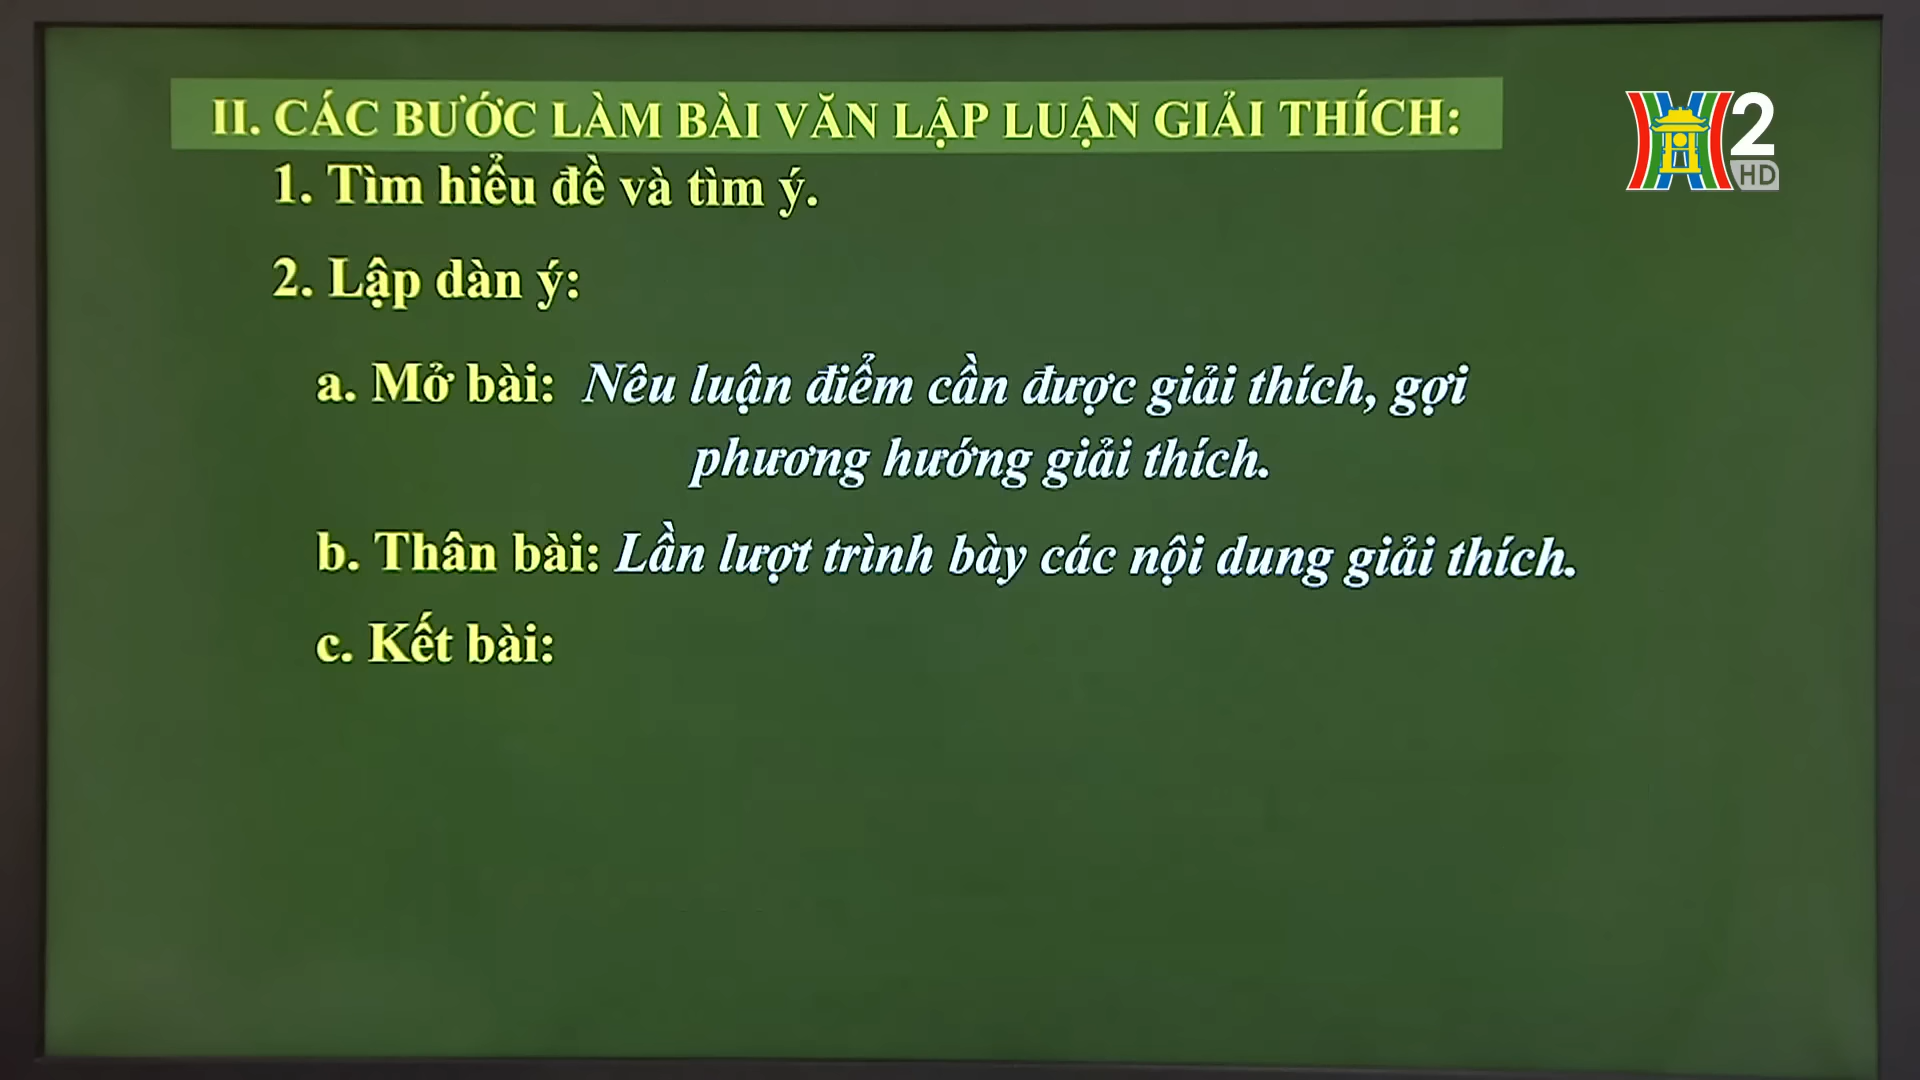 II. CÁC BƯỚC LÀM BÀI VĂN LẬP LUẬN GIẢI THÍCH:
2
HD
1. Tìm hiểu đề và tìm ý.
2. Lập dàn ý:
a. Mở bài: Nêu luận điểm cần được giải thích, gợi
phương hướng giải thích.
b. Thân bài: Lần lượt trình bày các nội dung giải thích.
c. Kết bài: